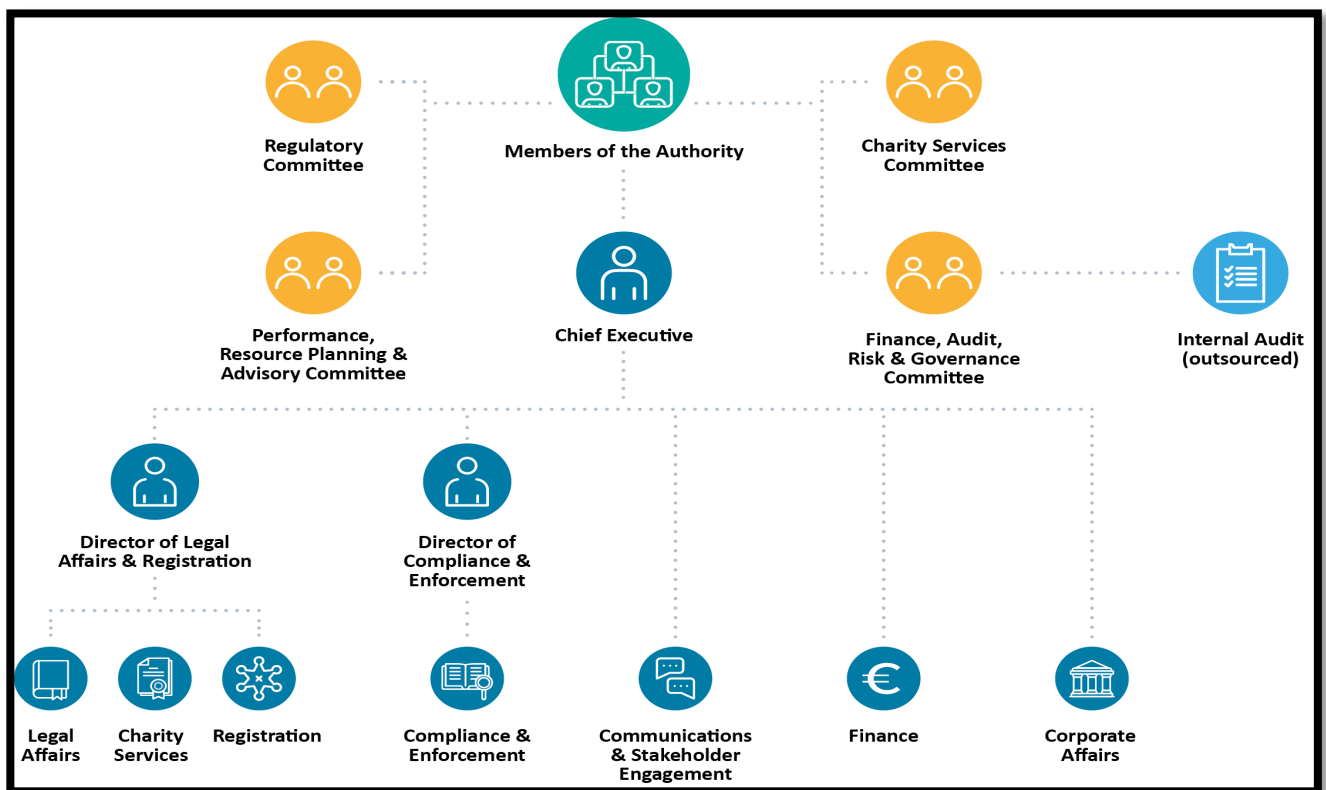 Regulatory
Committee
Members of the Authority
Charity Services
Committee
Performance,
Resource Planning &
Advisory Committee
Chief Executive
Finance, Audit,
Risk & Governance
Committee
Internal Audit
(outsourced)
Director of Legal
Affairs & Registration
Director of
Compliance &
Enforcement
Legal
Affairs
Charity
Services
Registration
Compliance &
Enforcement
Communications
& Stakeholder
Engagement
€
Finance
Corporate
Affairs